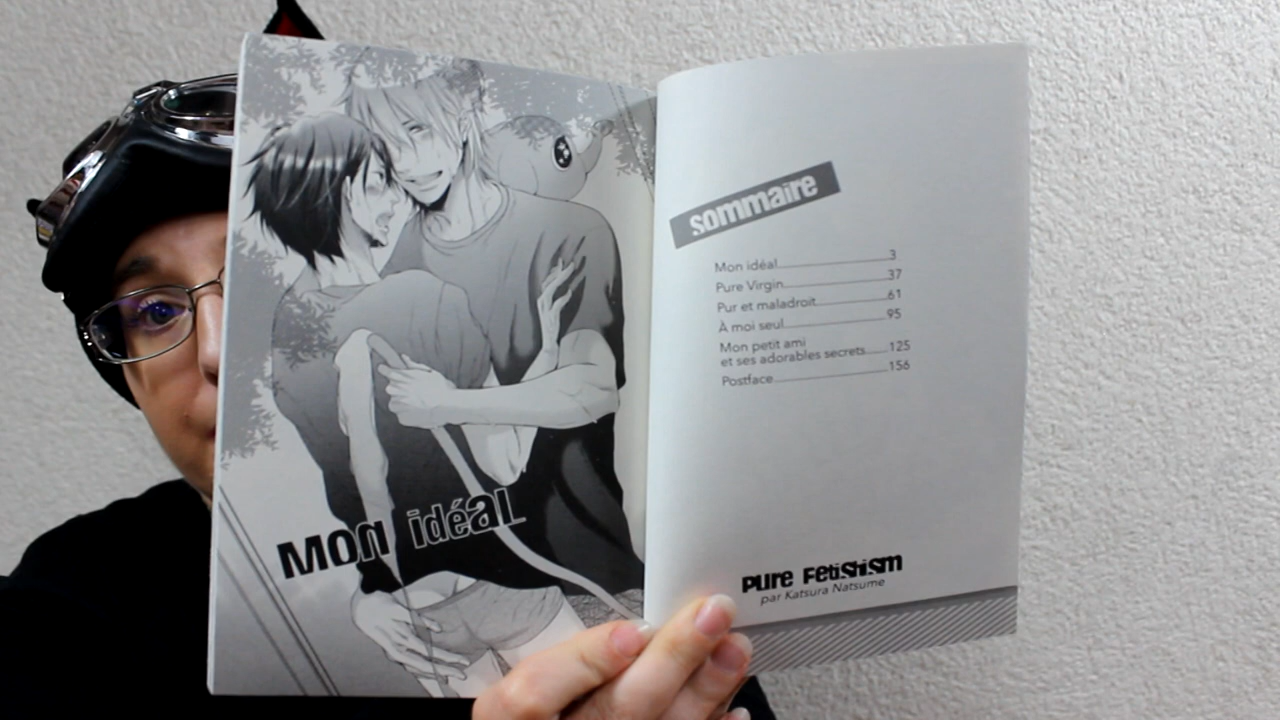 Mon idéal
sommaire
Mon idéal 3
Pure Virgin 37
Pur et maladroit 61
À moi seul 95
Mon petit ami
et ses adorables secrets 125
Postface 156
Pure Fetishism
par Katsura Natsume